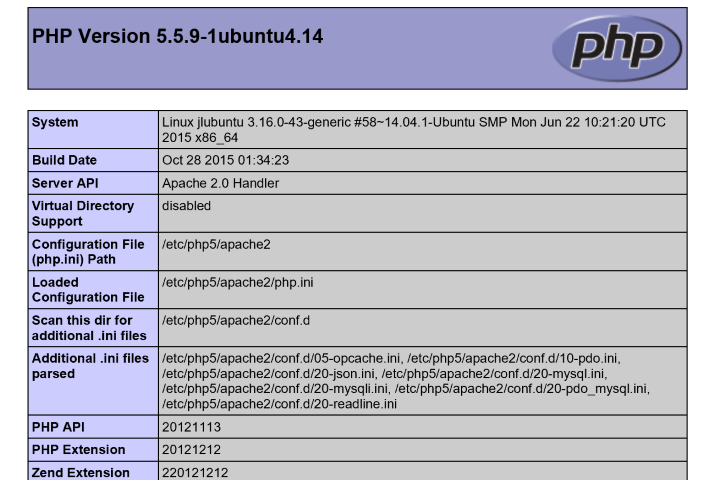 PHP Version 5.5.9-1ubuntu4.14
php
System
Linux jlubuntu 3.16.0-43-generic #58~14.04.1-Ubuntu SMP Mon Jun 22 10:21:20 UTC
2015 x86_64
Build Date
Oct 28 2015 01:34:23
Server API
Apache 2.0 Handler
Virtual Directory
Support
disabled
Configuration File
(php.ini) Path
/etc/php5/apache2
Loaded
Configuration File
/etc/php5/apache2/php.ini
Scan this dir for
additional .ini files
/etc/php5/apache2/conf.d
Additional .ini files
parsed
/etc/php5/apache2/conf.d/05-opcache.ini, /etc/php5/apache2/conf.d/10-pdo.ini,
/etc/php5/apache2/conf.d/20-json.ini, /etc/php5/apache2/conf.d/20-mysql.ini,
/etc/php5/apache2/conf.d/20-mysqli.ini, /etc/php5/apache2/conf.d/20-pdo_mysql.ini,
/etc/php5/apache2/conf.d/20-readline.ini
PHP API
20121113
PHP Extension
20121212
Zend Extension
220121212